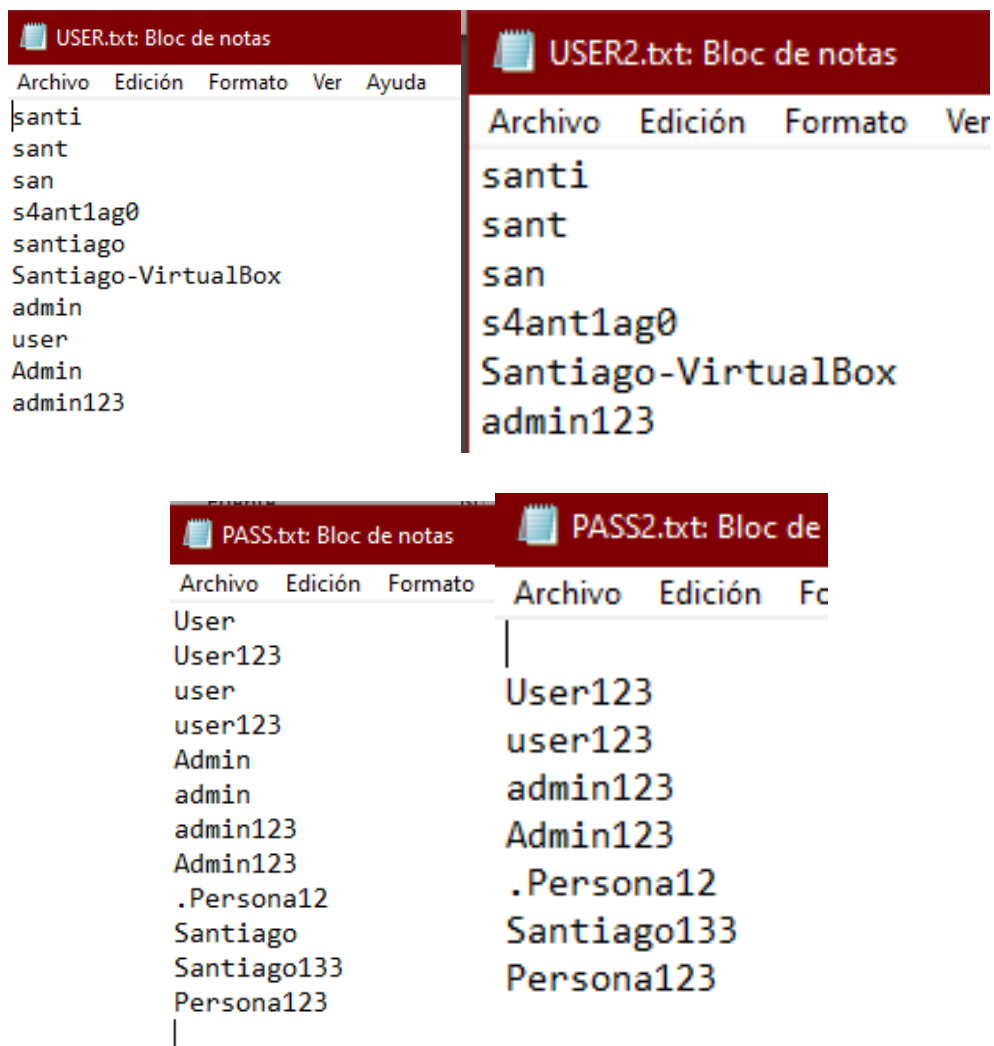 USER.txt: Bloc de notas
Archivo Edición Formato Ver Ayuda
santi
sant
san
s4ant1ag0
santiago
Santiago-VirtualBox
admin
user
Admin
admin123
USER2.txt: Bloc de notas
Archivo Edición Formato Ver
santi
sant
san
s4ant1ag0
Santiago-VirtualBox
admin123
PASS.txt: Bloc de notas
Archivo Edición Formato
User
User123
user
user123
Admin
admin
admin123
Admin123
.Persona12
Santiago
Santiago133
Persona123
PASS2.txt: Bloc de
Archivo Edición Fo
User123
user123
admin123
Admin123
.Persona12
Santiago133
Persona123